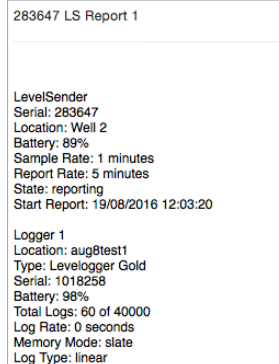 283647 LS Report 1
LevelSender
Serial: 283647
Location: Well 2
Battery: 89%
Sample Rate: 1 minutes
Report Rate: 5 minutes
State: reporting
Start Report: 19/08/2016 12:03:20
Logger 1
Location: aug8test1
Type: Levelogger Gold
Serial: 1018258
Battery: 98%
Total Logs: 60 of 40000
Log Rate: 0 seconds
Memory Mode: slate
Log Type: linear